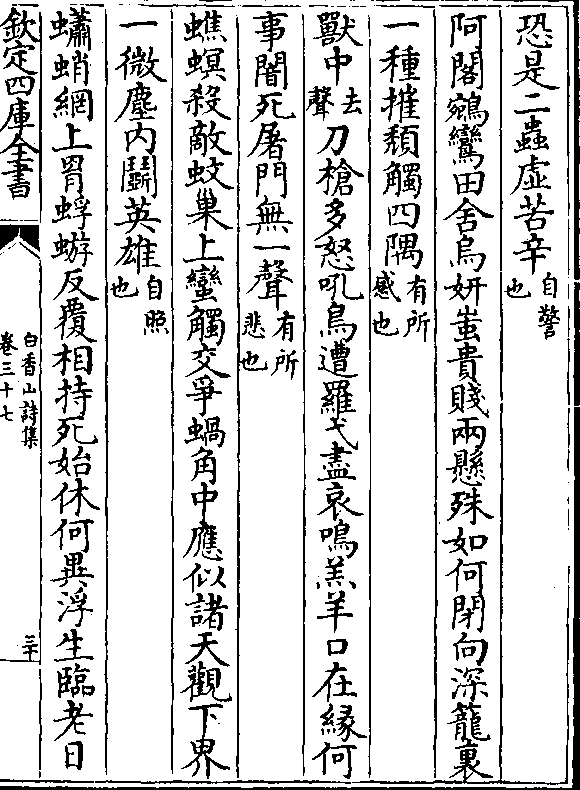 恐是二蟲虛苦辛自警也
阿閣鵷鸞田舍烏妍蚩貴賤兩懸殊如何閉向深籠裏
一種摧頽觸四隅有所感也
獸中去聲刀槍多怒吼鳥遭羅弋盡哀鳴羔羊口在緣何
事闇死屠門無一聲有所悲也
蟭螟殺敵蚊巢上蠻觸交爭蝸角中應似諸天觀下界
一微塵內鬭英雄自照也
蠨蛸網上罥蜉蝣反覆相持死始休何異浮生臨老日
欽定四庫全書
白香山詩集
卷三十七
三十